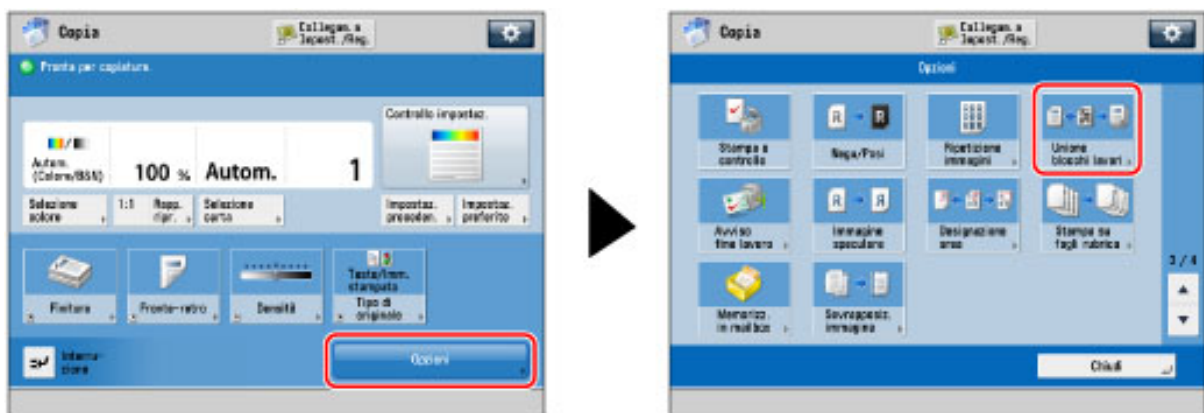 Copia
Collegam. a
Impost./Reg.
Pronta per copiatura.
Controllo impostaz.
Autom.
(Colore/B&N)
100 %
Autom.
1
Selezione
colore
1:1
Rapp.
ripr.
Selezione
carta
Impostaz.
preceden.
Impostaz.
preferite
Finitura
Fronte-retro
Densità
Testo/Imm.
stampata
Tipo di
originale
Interru-
zione
Opzioni
Copia
Collegam. a
Impost./Reg.
Opzioni
Stampa e
controllo
R
R
Nega/Posi
Ripetizione
immagini
Unione
blocchi lavori
Avviso
fine lavoro
R
R
Immagine
speculare
Designazione
area
Stampa su
fogli rubrica
Memorizz.
in mailbox
Sovrapposiz.
immagine
3/4
Chiudi